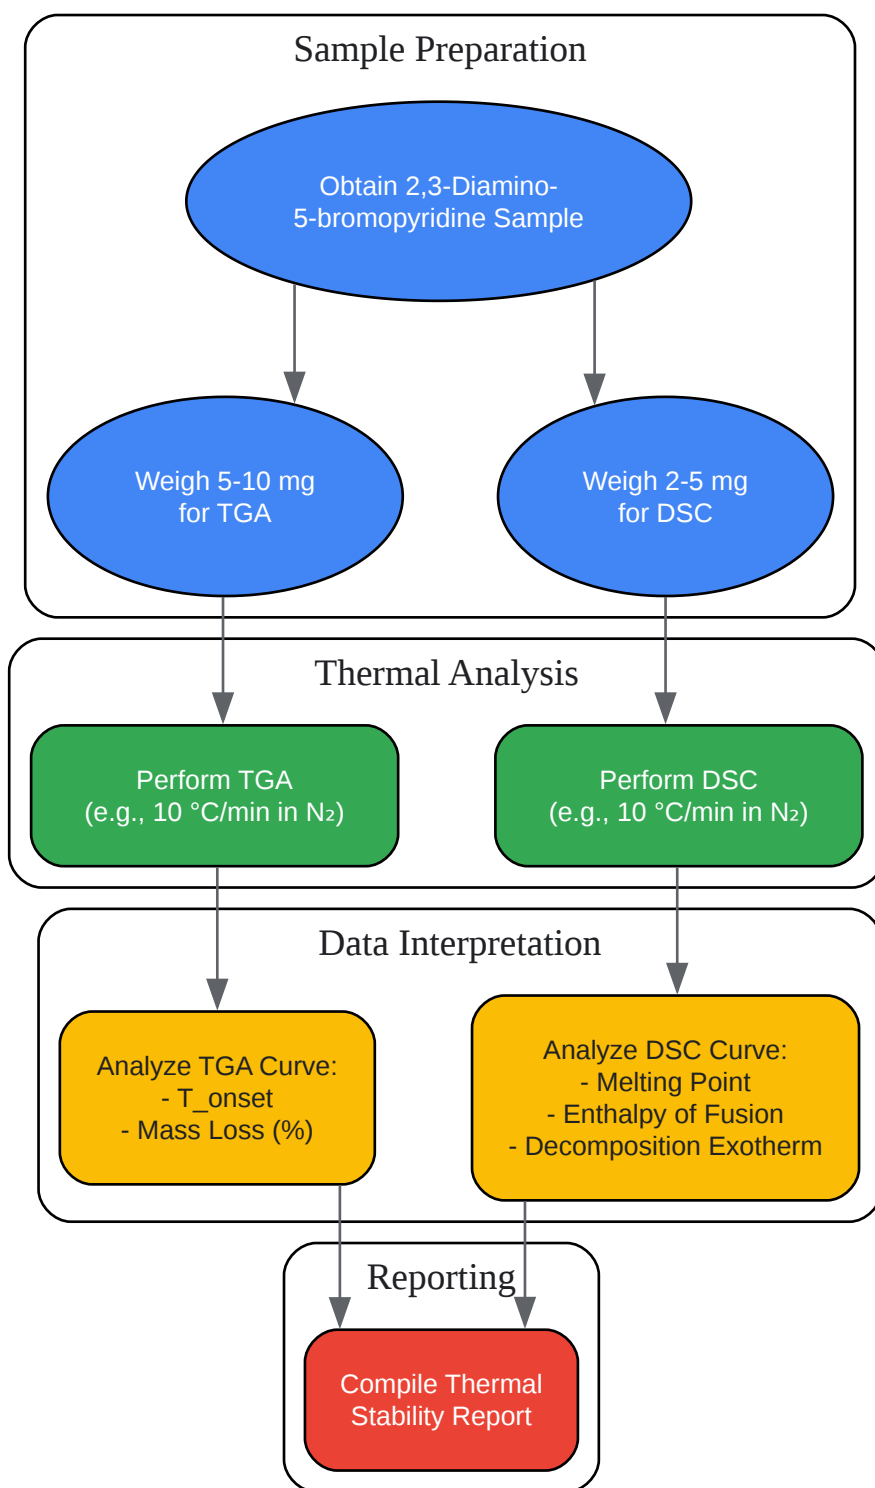 Sample Preparation
Obtain 2,3-Diamino-
5-bromopyridine Sample
Weigh 5-10 mg
for TGA
Weigh 2-5 mg
for DSC
Thermal Analysis
Perform TGA
(e.g., 10 °C/min in N₂)
Perform DSC
(e.g., 10 °C/min in N₂)
Data Interpretation
Analyze TGA Curve:
- T_onset
- Mass Loss (%)
Analyze DSC Curve:
- Melting Point
- Enthalpy of Fusion
- Decomposition Exotherm
Reporting
Compile Thermal
Stability Report